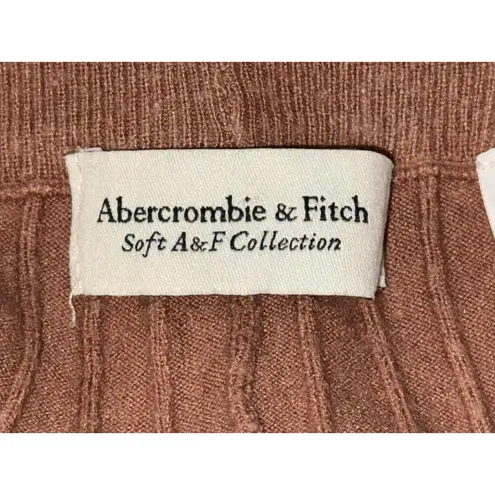 Abercrombie & Fitch
Soft A&F Collection